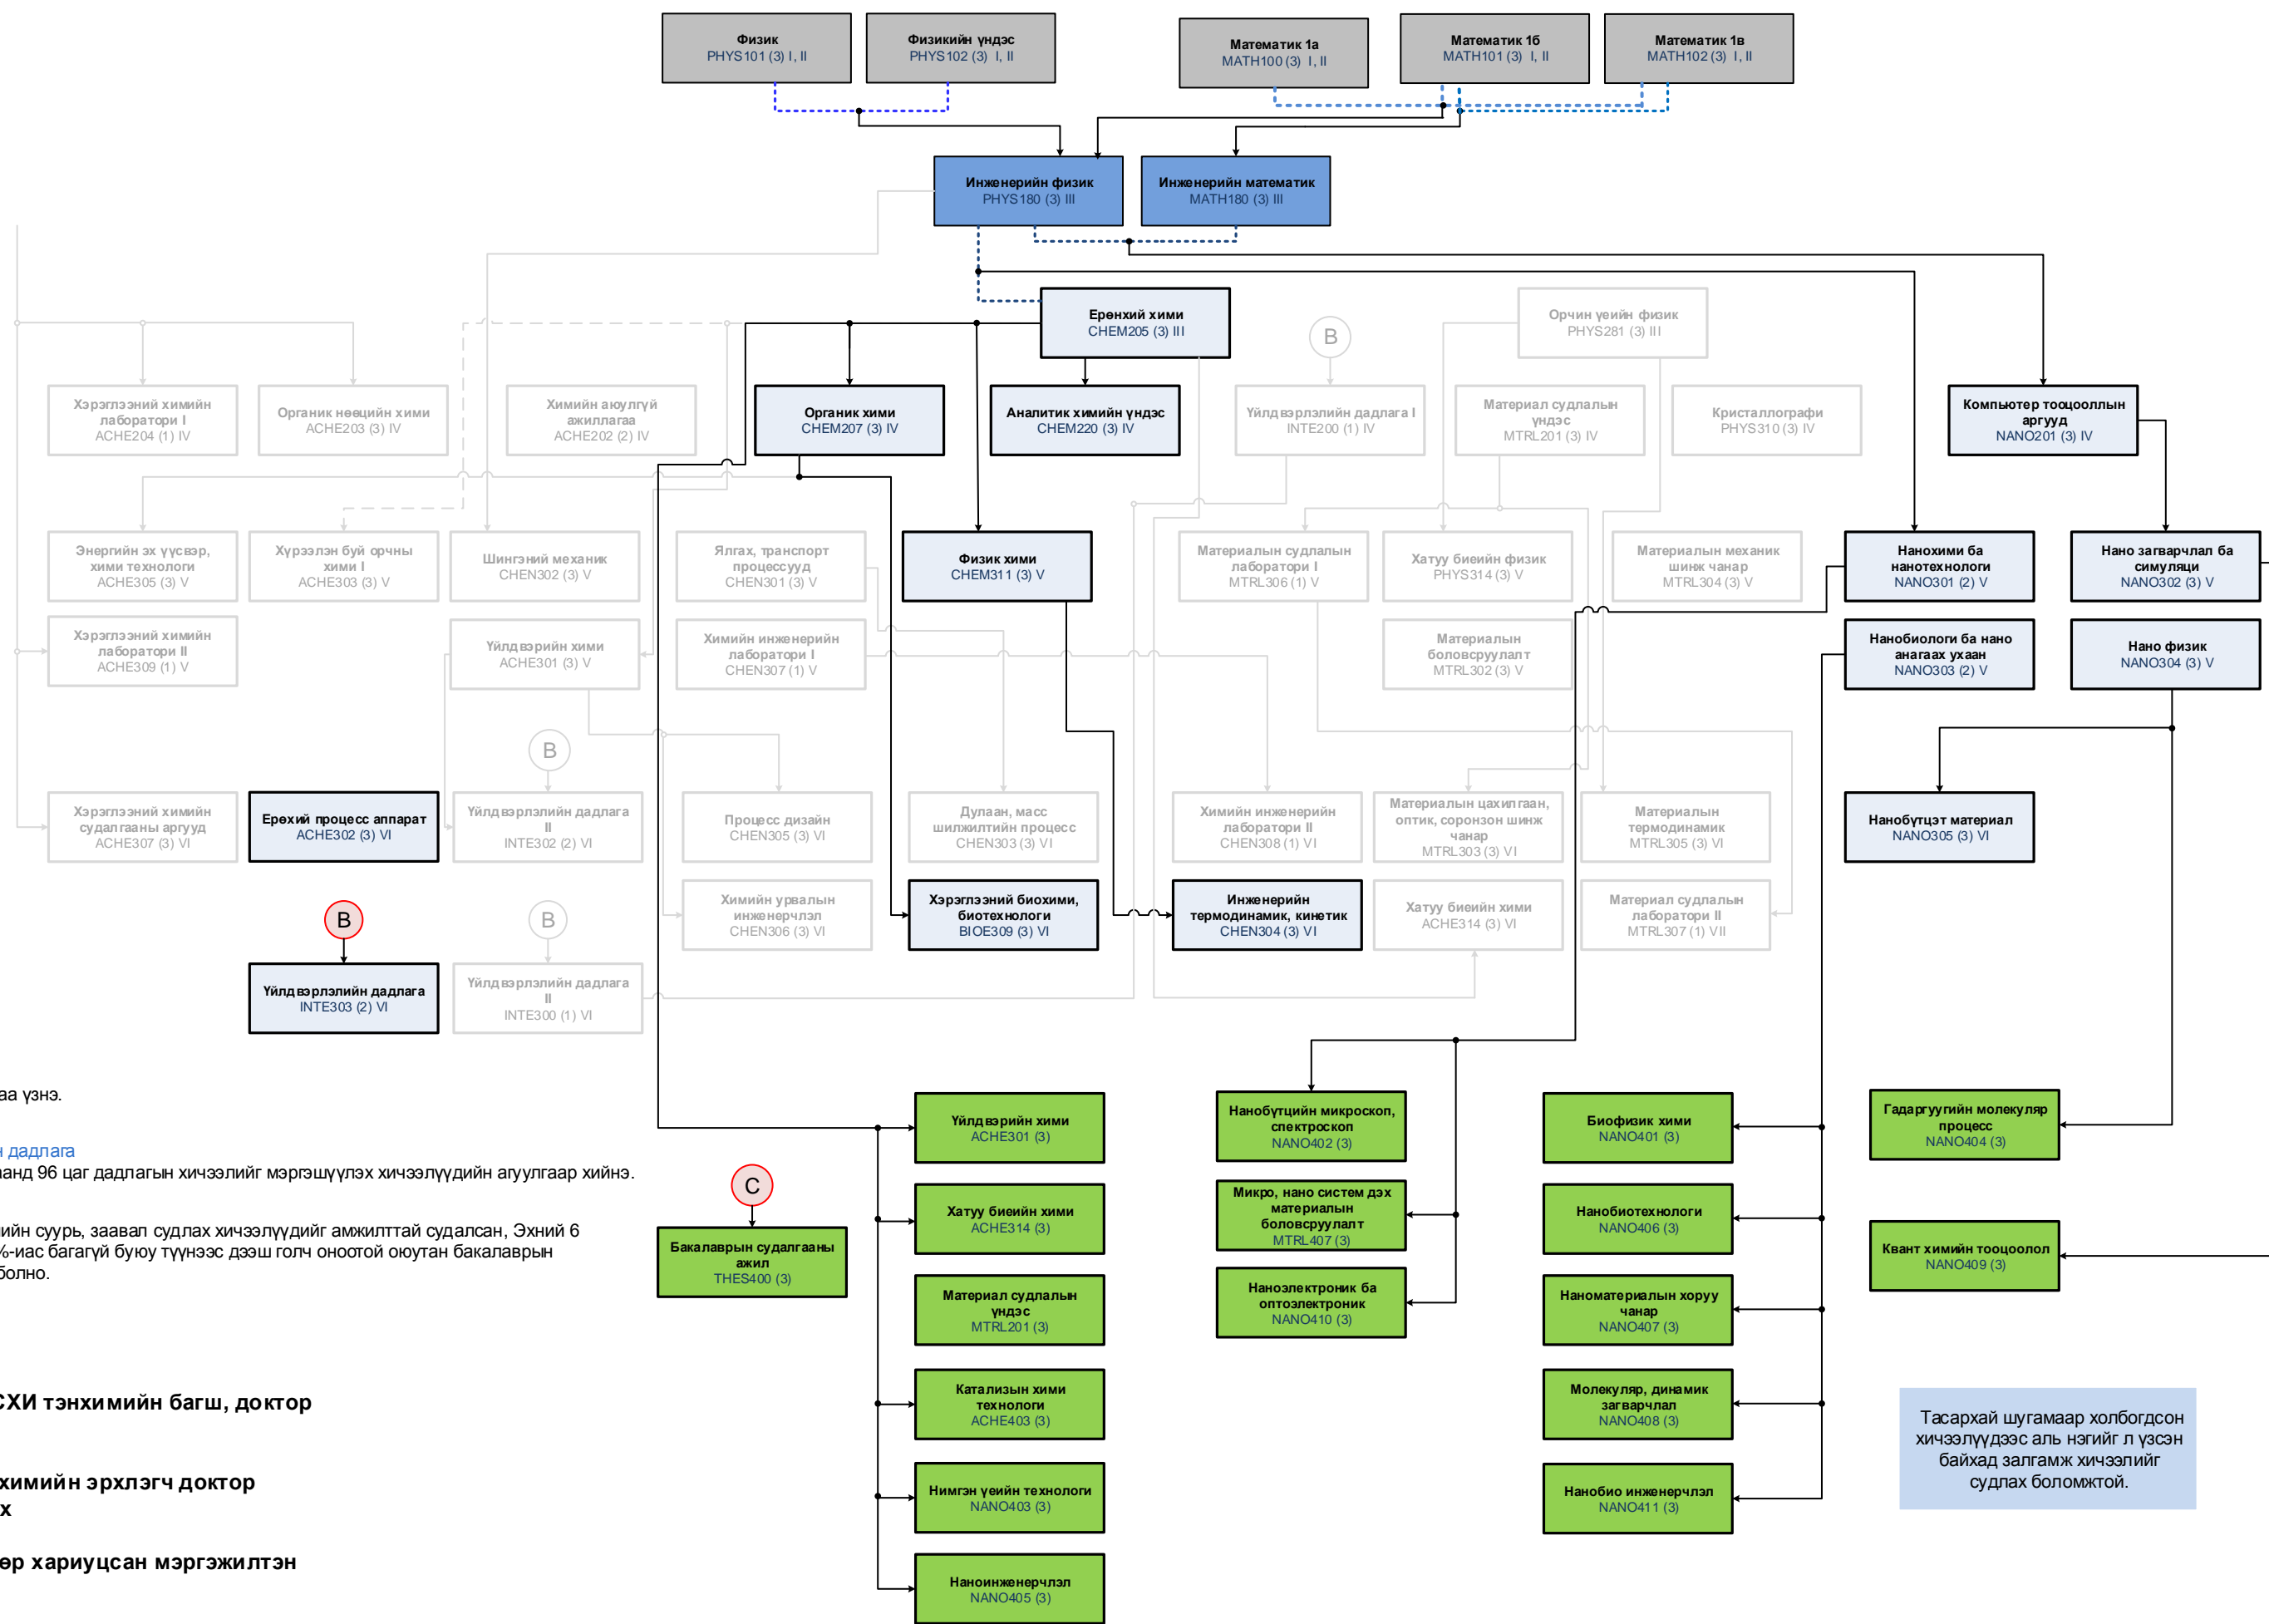 Физик
PHYS101 (3) I, II
Физикийн үндэс
PHYS102 (3) I, II
Математик 1а
MATH100 (3) I, II
Математик 1б
MATH101 (3) I, II
Математик 1в
MATH102 (3) I, II
Инженерийн физик
PHYS180 (3) III
Инженерийн математик
MATH180 (3) III
Ерөнхий хими
CHEM205 (3) III
B
Орчин үеийн физик
PHYS281 (3) III
Хэрэглээний химийн
лаборатори I
ACHE204 (1) IV
Органик нөөцийн хими
ACHE203 (3) IV
Химийн аюулгүй
ажиллагаа
ACHE202 (2) IV
Органик хими
CHEM207 (3) IV
Аналитик химийн үндэс
CHEM220 (3) IV
Үйлдвэрлэлийн дадлага I
INTE200 (1) IV
Материал судлалын
үндэс
MTRL201 (3) IV
Кристаллографи
PHYS310 (3) IV
Компьютер тооцооллын
аргууд
NANO201 (3) IV
Энергийн эх үүсвэр,
хими технологи
ACHE305 (3) V
Хүрээлэн буй орчны
хими I
ACHE303 (3) V
Шингэний механик
CHEN302 (3) V
Ялгах, транспорт
процессууд
CHEN301 (3) V
Физик хими
CHEM311 (3) V
Материалын судлалын
лаборатори I
MTRL306 (1) V
Хатуу биеийн физик
PHYS314 (3) V
Материалын механик
шинж чанар
MTRL304 (3) V
Нанохими ба
нанотехнологи
NANO301 (2) V
Нано загварчлал ба
симуляци
NANO302 (3) V
Хэрэглээний химийн
лаборатори II
ACHE309 (1) V
Үйлдвэрийн хими
ACHE301 (3) V
Химийн инженерийн
лаборатори I
CHEN307 (1) V
Материалын
боловсруулалт
MTRL302 (3) V
Нанобиологи ба нано
анагаах ухаан
NANO303 (2) V
Нано физик
NANO304 (3) V
B
Хэрэглээний химийн
судалгааны аргууд
ACHE307 (3) VI
Ерөхий процесс аппарат
ACHE302 (3) VI
Үйлдвэрлэлийн дадлага
II
INTE302 (2) VI
Процесс дизайн
CHEN305 (3) VI
Дулаан, масс
шилжилтийн процесс
CHEN303 (3) VI
Химийн инженерийн
лаборатори II
CHEN308 (1) VI
Материалын цахилгаан,
оптик, соронзон шинж
чанар
MTRL303 (3) VI
Материалын
термодинамик
MTRL305 (3) VI
Нанобүтцэт материал
NANO305 (3) VI
B
B
Химийн урвалын
инженерчлэл
CHEN306 (3) VI
Хэрэглээний биохими,
биотехнологи
BIOE309 (3) VI
Инженерийн
термодинамик, кинетик
CHEN304 (3) VI
Хатуу биеийн хими
ACHE314 (3) VI
Материал судлалын
лаборатори II
MTRL307 (1) VII
Үйлдвэрлэлийн дадлага
INTE303 (2) VI
Үйлдвэрлэлийн дадлага
II
INTE300 (1) VI
аа үзнэ.
н дадлага
аанд 96 цаг дадлагын хичээлийг мэргэшүүлэх хичээлүүдийн агуулгаар хийнэ.
ийн суурь, заавал судлах хичээлүүдийг амжилттай судалсан, Эхний 6
%-иас багагүй буюу түүнээс дээш голч оноотой оюутан бакалаврын
болно.
C
Бакалаврын судалгааны
ажил
THES400 (3)
Үйлдвэрийн хими
ACHE301 (3)
Хатуу биеийн хими
ACHE314 (3)
Материал судлалын
үндэс
MTRL201 (3)
Катализын хими
технологи
ACHE403 (3)
Нимгэн үеийн технологи
NANO403 (3)
Наноинженерчлэл
NANO405 (3)
Нанобүтцийн микроскоп,
спектроскоп
NANO402 (3)
Микро, нано систем дэх
материалын
боловсруулалт
MTRL407 (3)
Наноэлектроник ба
оптоэлектроник
NANO410 (3)
Биофизик хими
NANO401 (3)
Нанобиотехнологи
NANO406 (3)
Наноматериалын хоруу
чанар
NANO407 (3)
Молекуляр, динамик
загварчлал
NANO408 (3)
Нанобио инженерчлэл
NANO411 (3)
Гадаргуугийн молекуляр
процесс
NANO404 (3)
Квант химийн тооцоолол
NANO409 (3)
СХИ тэнхимийн багш, доктор
химийн эрхлэгч доктор
х
өр хариуцсан мэргэжилтэн
Тасархай шугамаар холбогдсон
хичээлүүдээс аль нэгийг л үзсэн
байхад залгамж хичээлийг
судлах боломжтой.